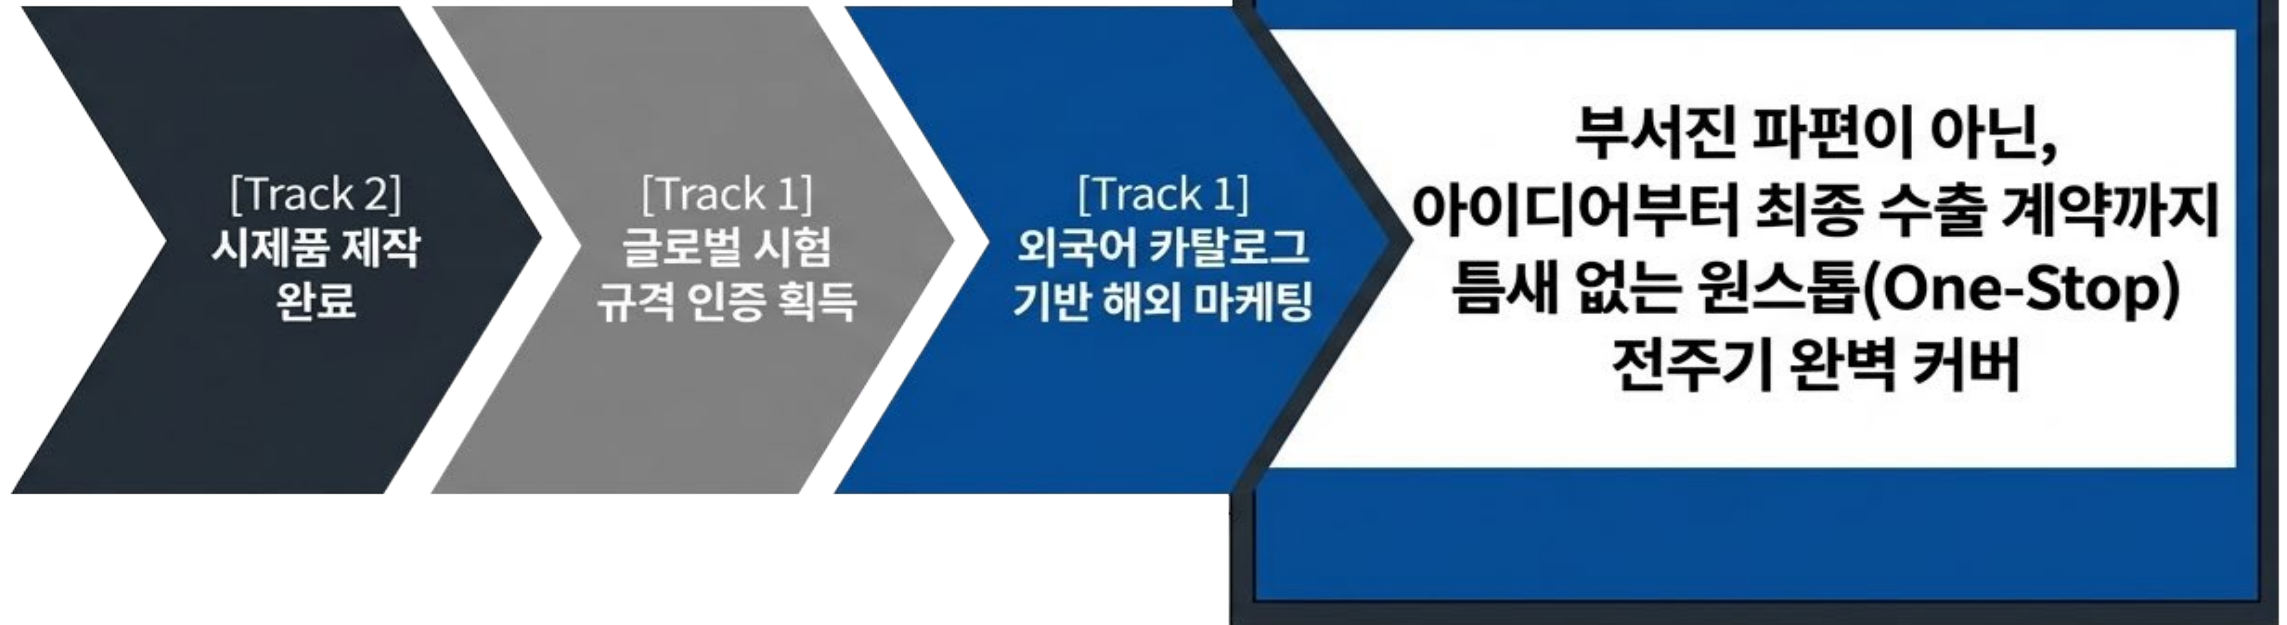 [Track 2]
시제품 제작
완료
[Track 1]
글로벌 시험
규격 인증 획득
[Track 1]
외국어 카탈로그
기반 해외 마케팅
부서진 파편이 아닌,
아이디어부터 최종 수출 계약까지
틈새 없는 원스톱(One-Stop)
전주기 완벽 커버